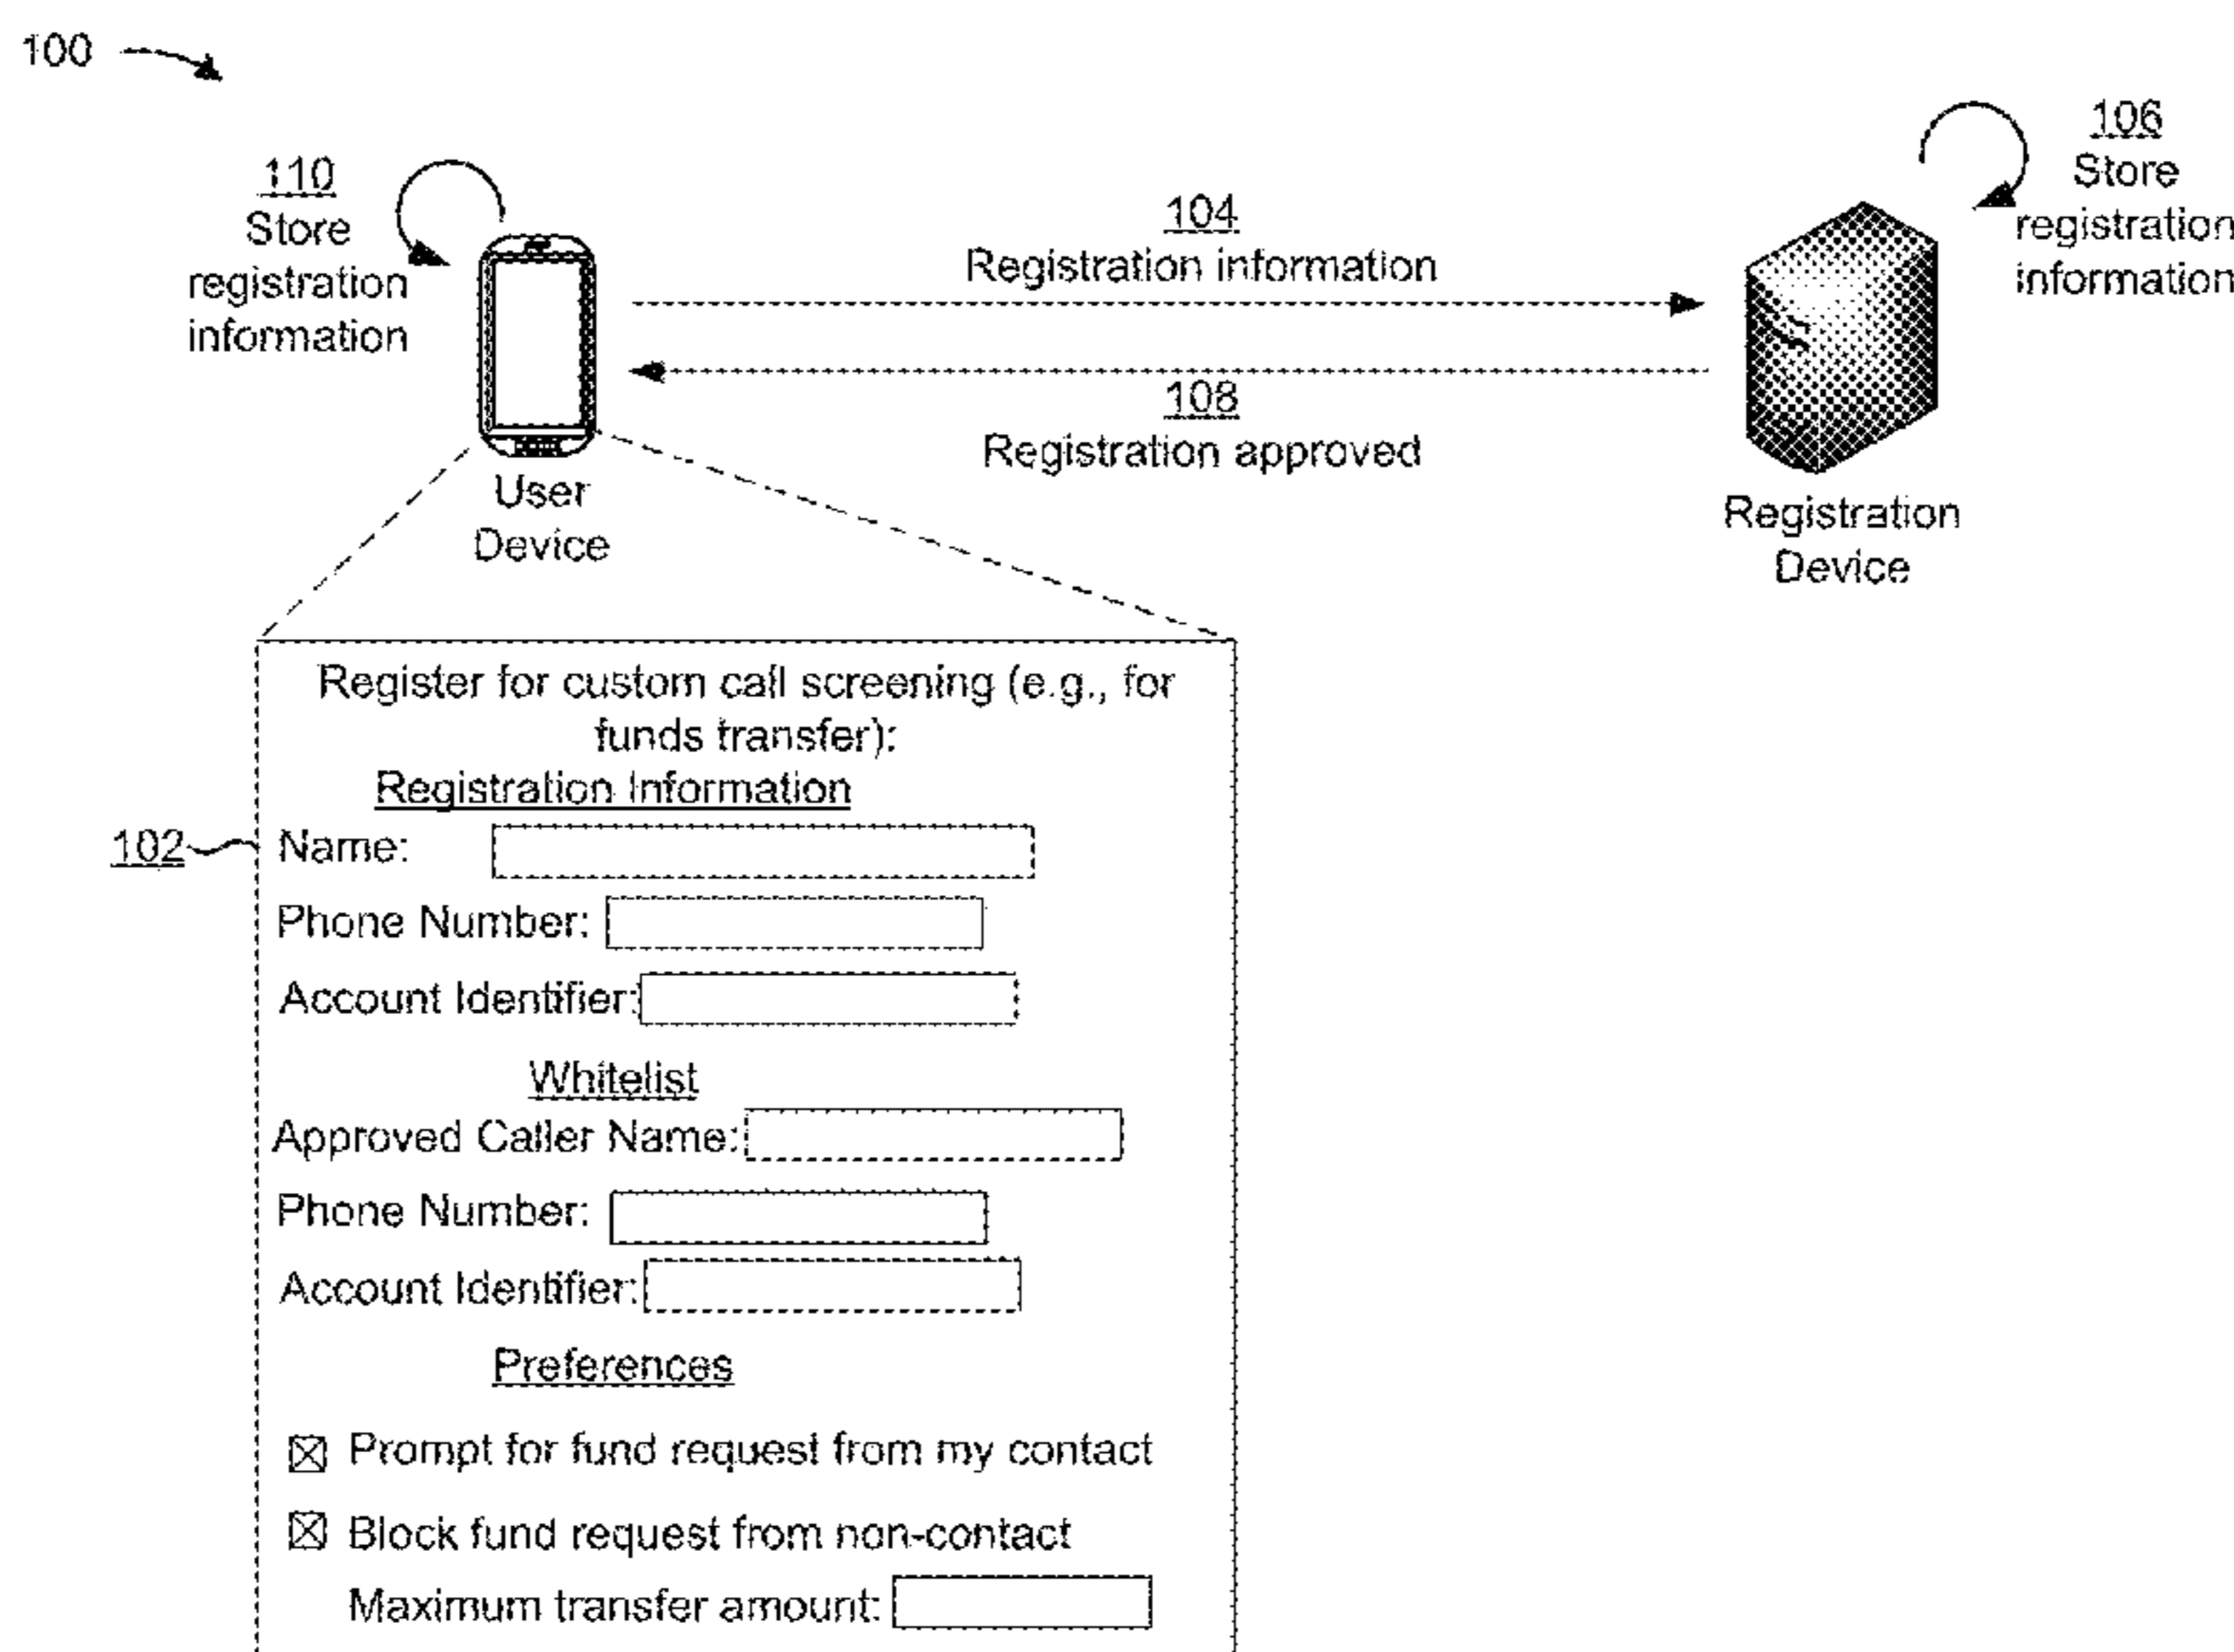 100
110
Store
registration
information
104
Registration information
106
Store
registration
information
108
Registration approved
User
Device
Registration
Device
Register for custom call screening (e.g., for
funds transfer):
Registration Information
102
Name:
Phone Number:
Account Identifier:
Whitelist
Approved Caller Name:
Phone Number:
Account Identifier:
Preferences
Prompt for fund request from my contact
Block fund request from non-contact
Maximum transfer amount: